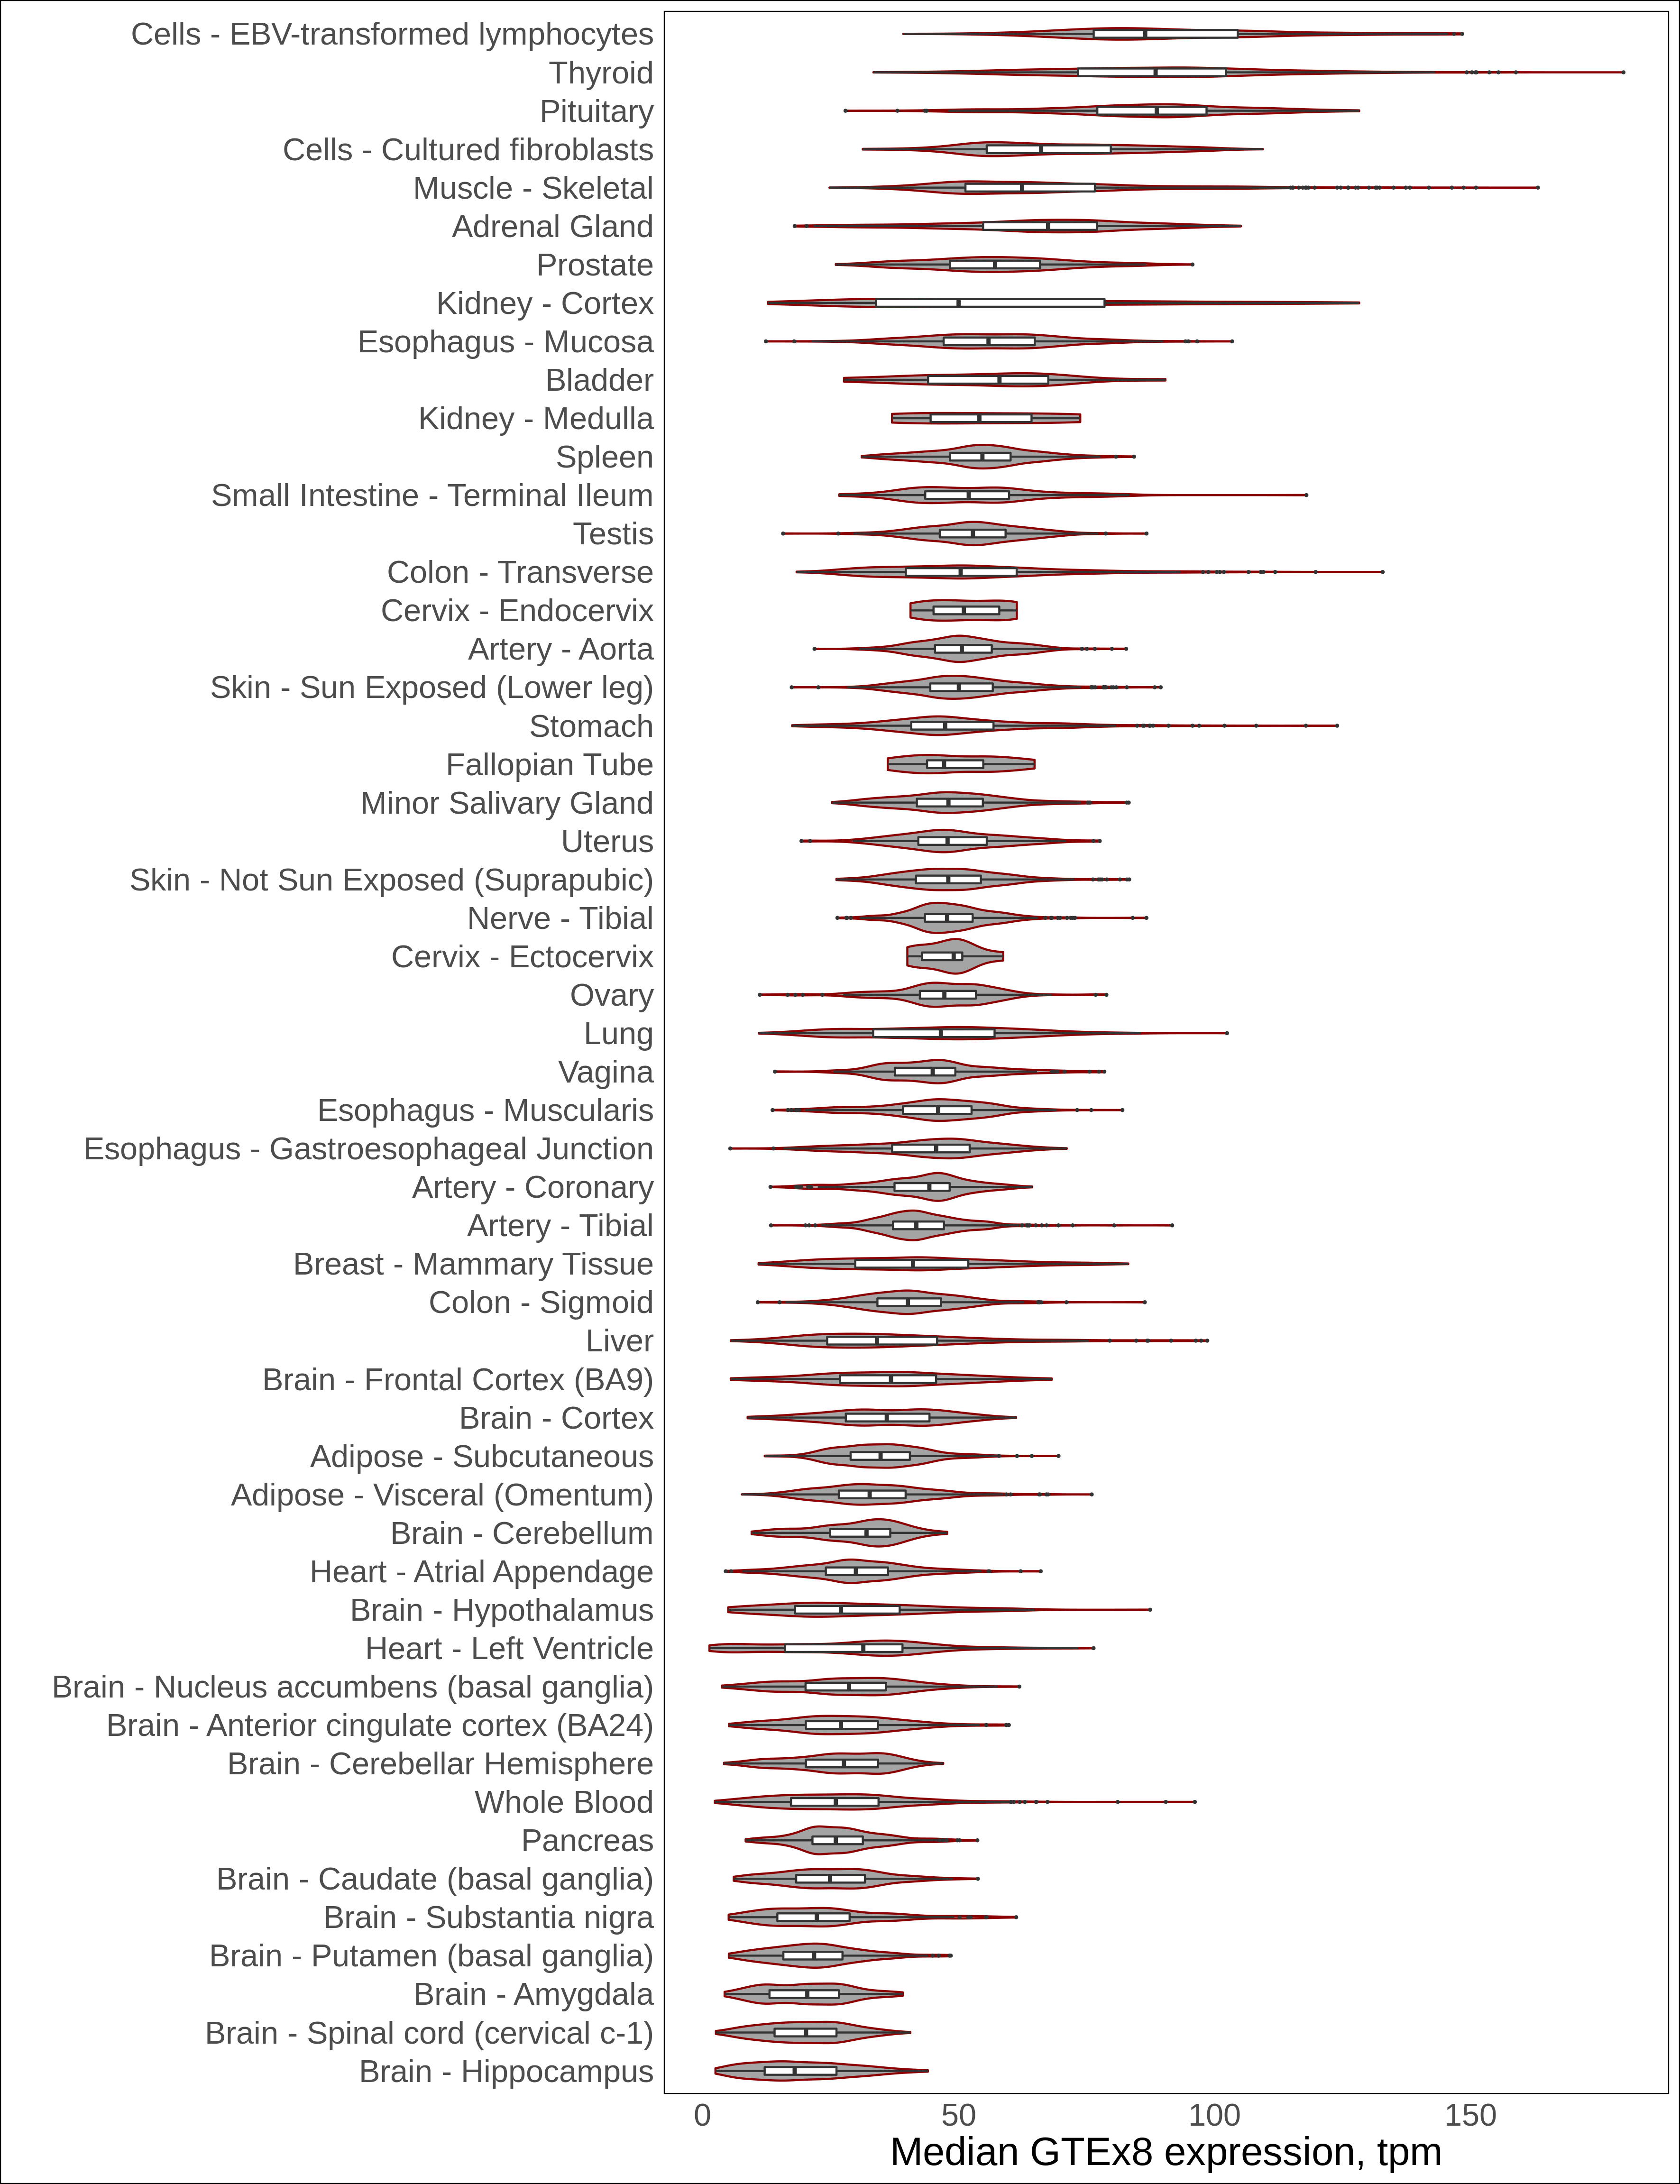 Cells - EBV-transformed lymphocytes
Thyroid
Pituitary
Cells - Cultured fibroblasts
Muscle - Skeletal
Adrenal Gland
Prostate
Kidney - Cortex
Esophagus - Mucosa
Bladder
Kidney - Medulla
Spleen
Small Intestine - Terminal Ileum
Testis
Colon - Transverse
Cervix - Endocervix
Artery - Aorta
Skin - Sun Exposed (Lower leg)
Stomach
Fallopian Tube
Minor Salivary Gland
Uterus
Skin - Not Sun Exposed (Suprapubic)
Nerve - Tibial
Cervix - Ectocervix
Ovary
Lung
Vagina
Esophagus - Muscularis
Esophagus - Gastroesophageal Junction
Artery - Coronary
Artery - Tibial
Breast - Mammary Tissue
Colon - Sigmoid
Liver
Brain - Frontal Cortex (BA9)
Brain - Cortex
Adipose - Subcutaneous
Adipose - Visceral (Omentum)
Brain - Cerebellum
Heart - Atrial Appendage
Brain - Hypothalamus
Heart - Left Ventricle
Brain - Nucleus accumbens (basal ganglia)
Brain - Anterior cingulate cortex (BA24)
Brain - Cerebellar Hemisphere
Whole Blood
Pancreas
Brain - Caudate (basal ganglia)
Brain - Substantia nigra
Brain - Putamen (basal ganglia)
Brain - Amygdala
Brain - Spinal cord (cervical c-1)
Brain - Hippocampus
0 50 100 150
Median GTEx8 expression, tpm